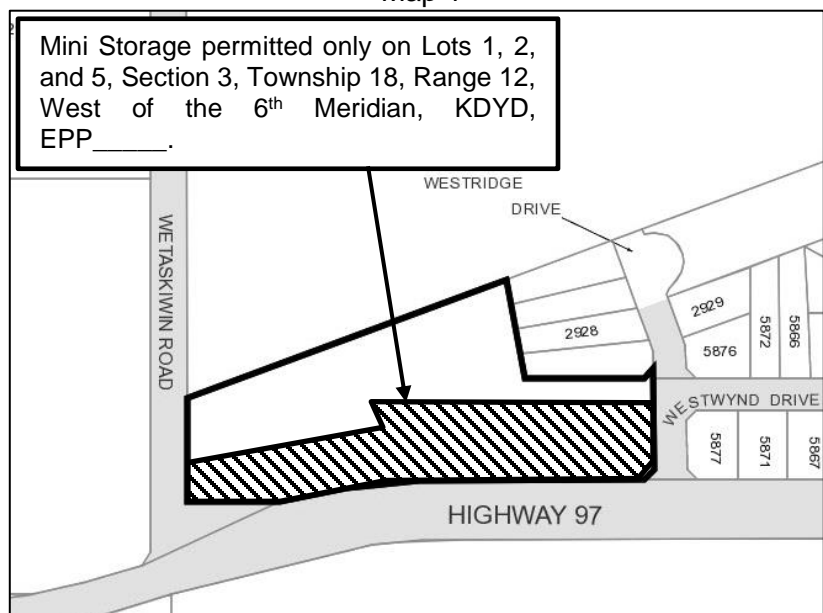 Mini Storage permitted only on Lots 1, 2,
and 5, Section 3, Township 18, Range 12,
West of the 6th Meridian, KDYD,
EPP_____.
WESTRIDGE
DRIVE
WETASKIWIN ROAD
2928
2929
5876
5872
5866
WESTWYND DRIVE
5877
5871
5867
HIGHWAY 97